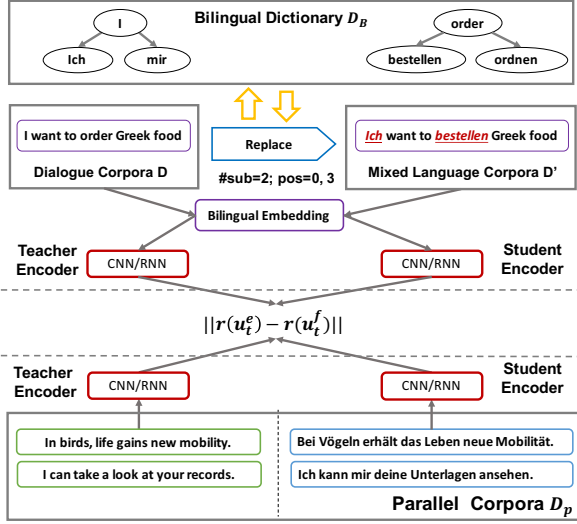 Bilingual Dictionary D_B
I
Ich
mir
order
bestellen
ordnen
I want to order Greek food
Dialogue Corpora D
Replace
#sub=2; pos=0, 3
Ich want to bestellen Greek food
Mixed Language Corpora D’
Bilingual Embedding
Teacher
Encoder
CNN/RNN
CNN/RNN
Student
Encoder
||r(u_t^e) − r(u_t^f)||
Teacher
Encoder
CNN/RNN
CNN/RNN
Student
Encoder
In birds, life gains new mobility.
I can take a look at your records.
Bei Vögeln erhält das Leben neue Mobilität.
Ich kann mir deine Unterlagen ansehen.
Parallel Corpora D_p